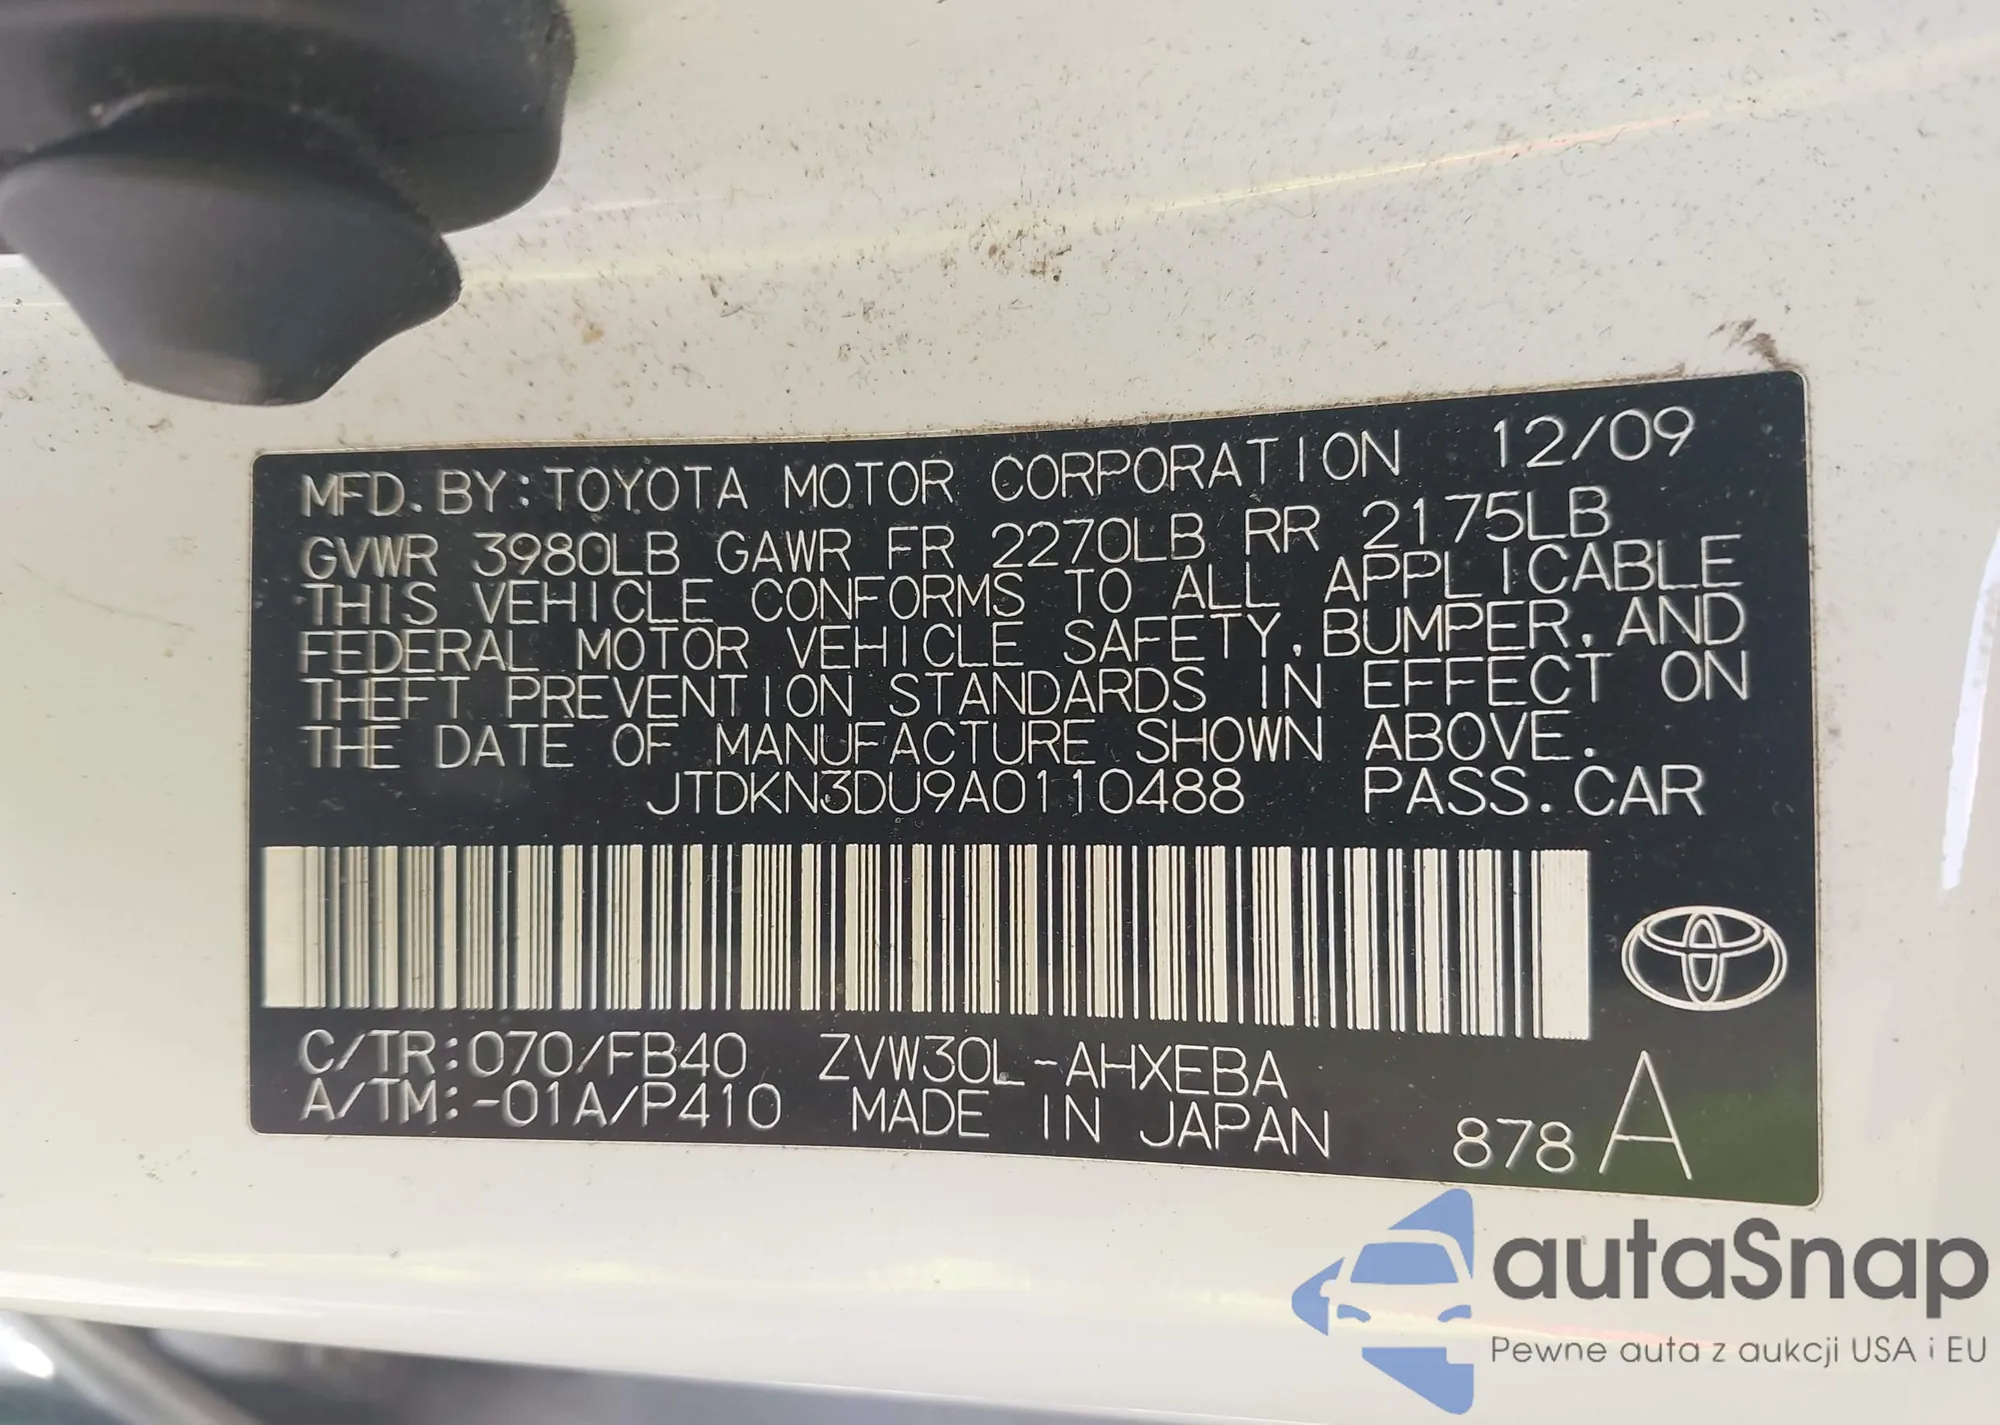 MFD. BY: TOYOTA MOTOR CORPORATION 12/09
GVWR 3980LB GAWR FR 2270LB RR 2175LB
THIS VEHICLE CONFORMS TO ALL APPLICABLE
FEDERAL MOTOR VEHICLE SAFETY, BUMPER, AND
THEFT PREVENTION STANDARDS IN EFFECT ON
THE DATE OF MANUFACTURE SHOWN ABOVE.
JTDKN3DU9A0110488 PASS. CAR
C/TR: 070/FB40 ZVW30L-AHXEBA
A/TM: -01A/P410 MADE IN JAPAN 878 A
autaSnap
Pewne auta z aukcji USA i EU